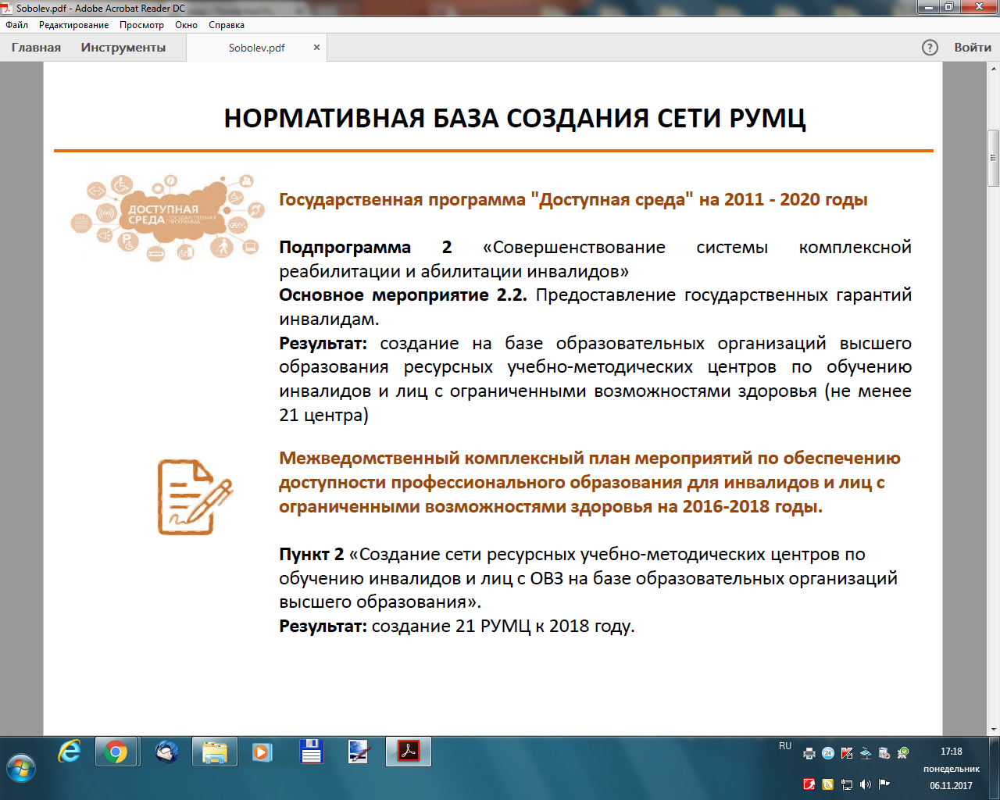 Sobolev.pdf - Adobe Acrobat Reader DC
Файл Редактирование Просмотр Окно Справка
Главная Инструменты Sobolev.pdf × ? Войти
НОРМАТИВНАЯ БАЗА СОЗДАНИЯ СЕТИ РУМЦ
ДОСТУПНАЯ
СРЕДА ГОСУДАРСТВЕННАЯ
ПРОГРАММА
Государственная программа "Доступная среда" на 2011 - 2020 годы
Подпрограмма 2 «Совершенствование системы комплексной
реабилитации и абилитации инвалидов»
Основное мероприятие 2.2. Предоставление государственных гарантий
инвалидам.
Результат: создание на базе образовательных организаций высшего
образования ресурсных учебно-методических центров по обучению
инвалидов и лиц с ограниченными возможностями здоровья (не менее
21 центра)
Межведомственный комплексный план мероприятий по обеспечению
доступности профессионального образования для инвалидов и лиц с
ограниченными возможностями здоровья на 2016-2018 годы.
Пункт 2 «Создание сети ресурсных учебно-методических центров по
обучению инвалидов и лиц с ОВЗ на базе образовательных организаций
высшего образования».
Результат: создание 21 РУМЦ к 2018 году.
RU
24
17:18
понедельник
06.11.2017